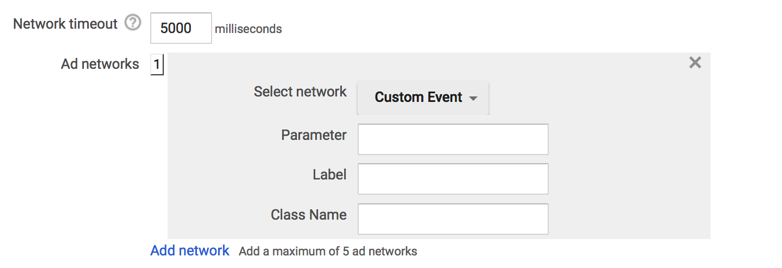 Network timeout ? 5000 milliseconds
Ad networks 1
Select network Custom Event
Parameter
Label
Class Name
Add network Add a maximum of 5 ad networks